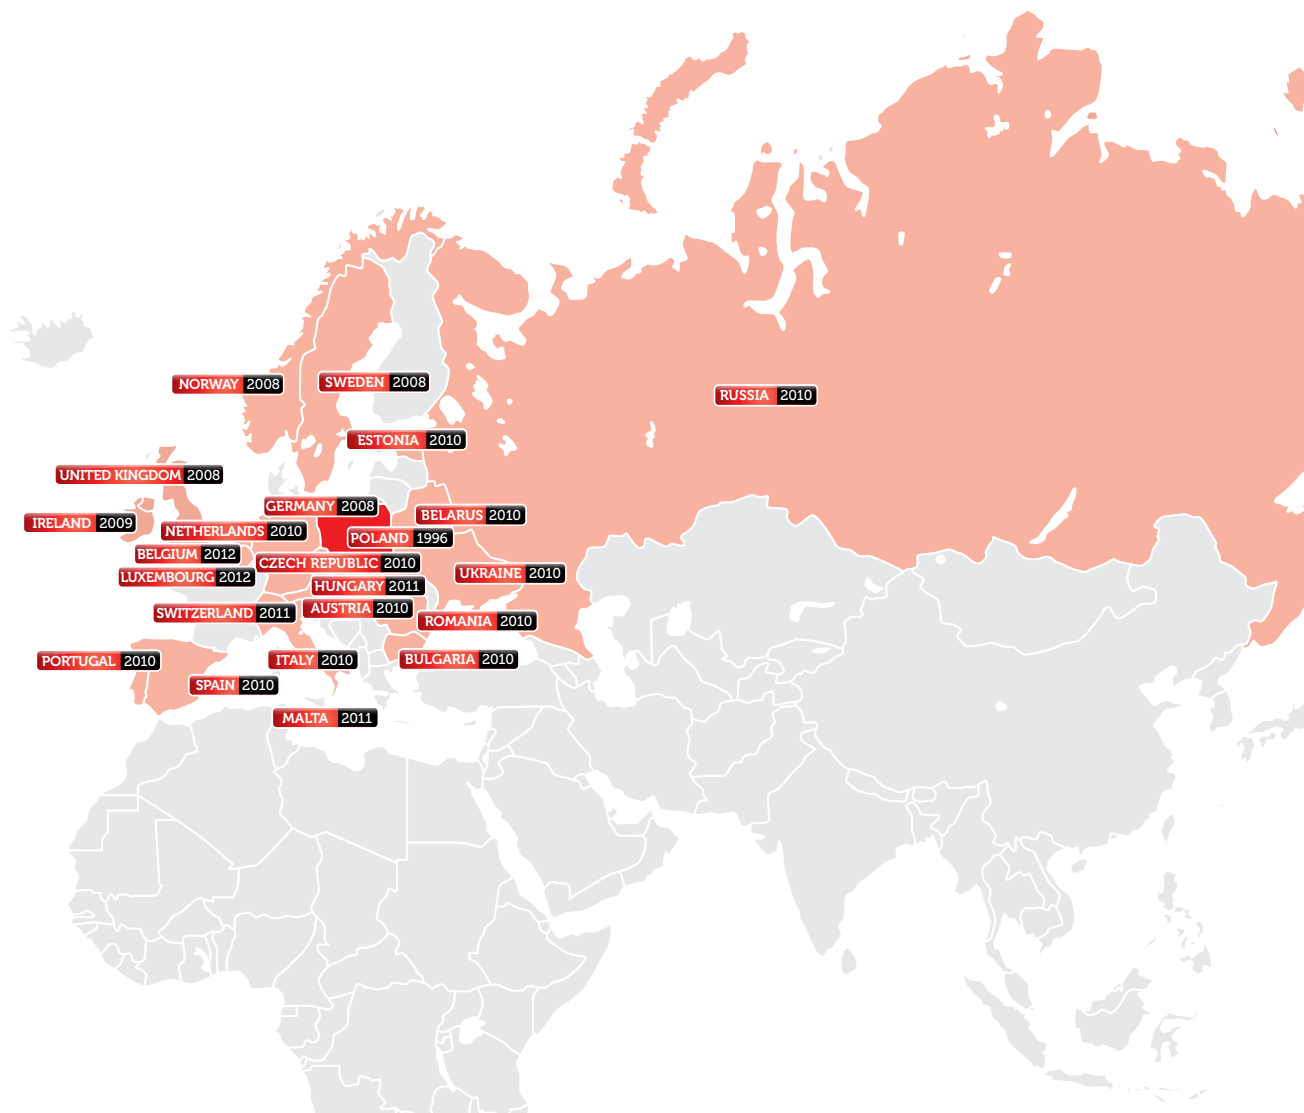 SWEDEN 2008
NORWAY 2008
RUSSIA 2010
ESTONIA 2010
UNITED KINGDOM 2008
GERMANY 2008
BELARUS 2010
IRELAND 2009
NETHERLANDS 2010
POLAND 1996
BELGIUM 2012
CZECH REPUBLIC 2010
UKRAINE 2010
LUXEMBOURG 2012
HUNGARY 2011
AUSTRIA 2010
SWITZERLAND 2011
ROMANIA 2010
BULGARIA 2010
ITALY 2010
PORTUGAL 2010
SPAIN 2010
MALTA 2011